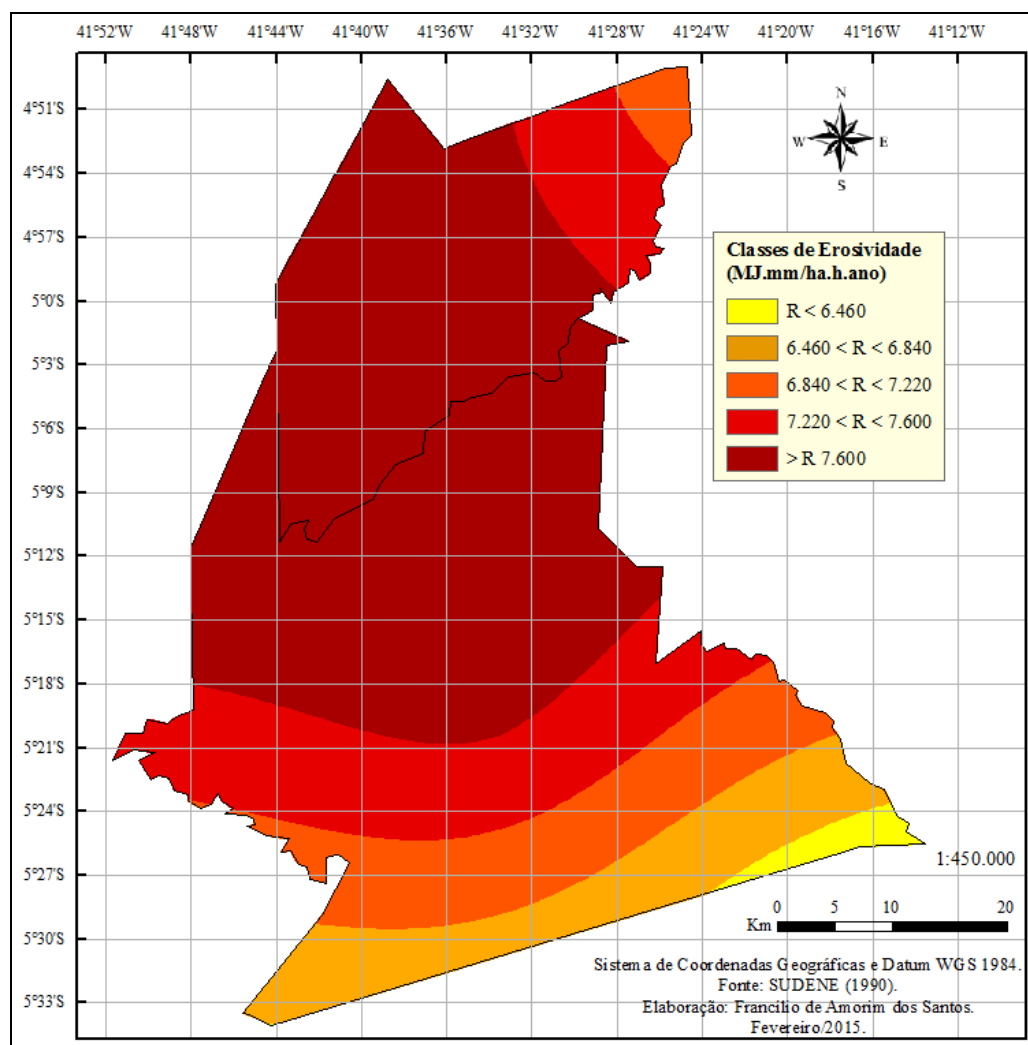 41°52'W 41°48'W 41°44'W 41°40'W 41°36'W 41°32'W 41°28'W 41°24'W 41°20'W 41°16'W 41°12'W
4°51'S
4°54'S
4°57'S
5°0'S
5°3'S
5°6'S
5°9'S
5°12'S
5°15'S
5°18'S
5°21'S
5°24'S
5°27'S
5°30'S
5°33'S
N
W E
S
Classes de Erosividade
(MJ.mm/ha.h.ano)
R < 6.460
6.460 < R < 6.840
6.840 < R < 7.220
7.220 < R < 7.600
> R 7.600
1:450.000
0 5 10 20
Km
Sistema de Coordenadas Geográficas e Datum WGS 1984.
Fonte: SUDENE (1990).
Elaboração: Francílio de Amorim dos Santos.
Fevereiro/2015.